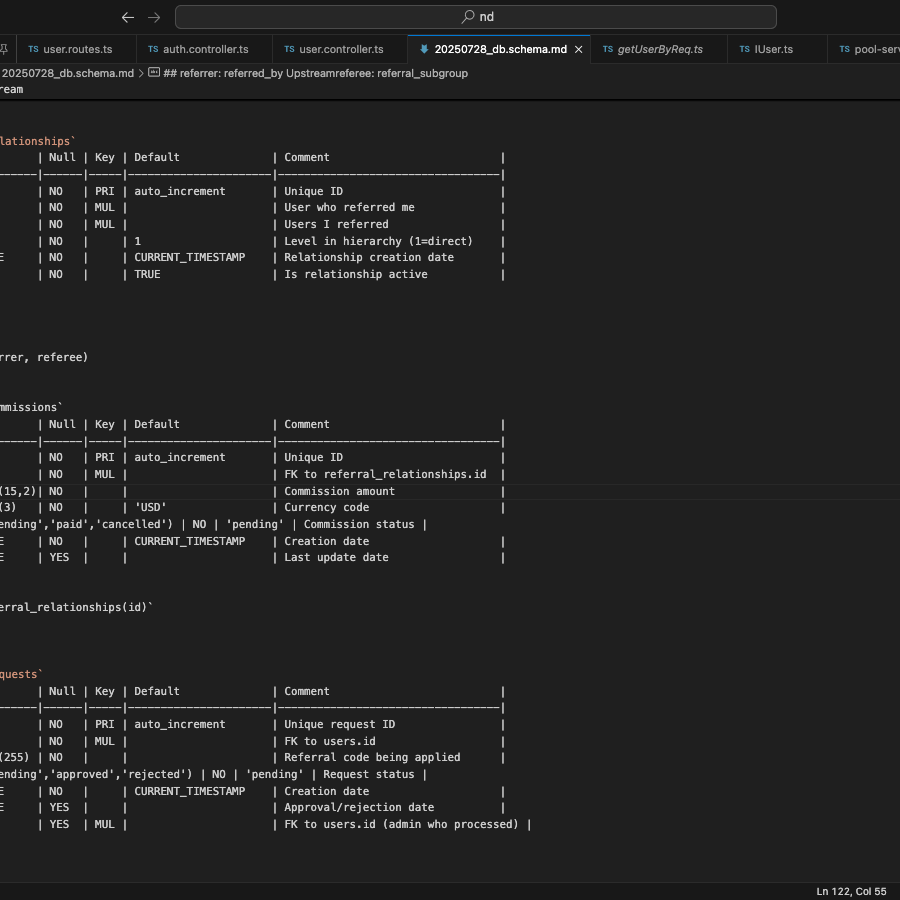 nd
TS user.routes.ts TS auth.controller.ts TS user.controller.ts 20250728_db.schema.md TS getUserByReq.ts TS IUser.ts TS pool-serv
20250728_db.schema.md > ## referrer: referred_by Upstreamreferee: referral_subgroup
ream
lationships`
| Null | Key | Default | Comment |
------|------|-----|----------------------|----------------------------------|
| NO | PRI | auto_increment | Unique ID |
| NO | MUL | | User who referred me |
| NO | MUL | | Users I referred |
| NO | | 1 | Level in hierarchy (1=direct) |
E | NO | | CURRENT_TIMESTAMP | Relationship creation date |
| NO | | TRUE | Is relationship active |
rrer, referee)
mmissions`
| Null | Key | Default | Comment |
------|------|-----|----------------------|----------------------------------|
| NO | PRI | auto_increment | Unique ID |
| NO | MUL | | FK to referral_relationships.id |
(15,2)| NO | | | Commission amount |
(3) | NO | | 'USD' | Currency code |
ending','paid','cancelled') | NO | 'pending' | Commission status |
E | NO | | CURRENT_TIMESTAMP | Creation date |
E | YES | | | Last update date |
erral_relationships(id)`
quests`
| Null | Key | Default | Comment |
------|------|-----|----------------------|----------------------------------|
| NO | PRI | auto_increment | Unique request ID |
| NO | MUL | | FK to users.id |
(255) | NO | | | Referral code being applied |
ending','approved','rejected') | NO | 'pending' | Request status |
E | NO | | CURRENT_TIMESTAMP | Creation date |
E | YES | | | Approval/rejection date |
| YES | MUL | | FK to users.id (admin who processed) |
Ln 122, Col 55